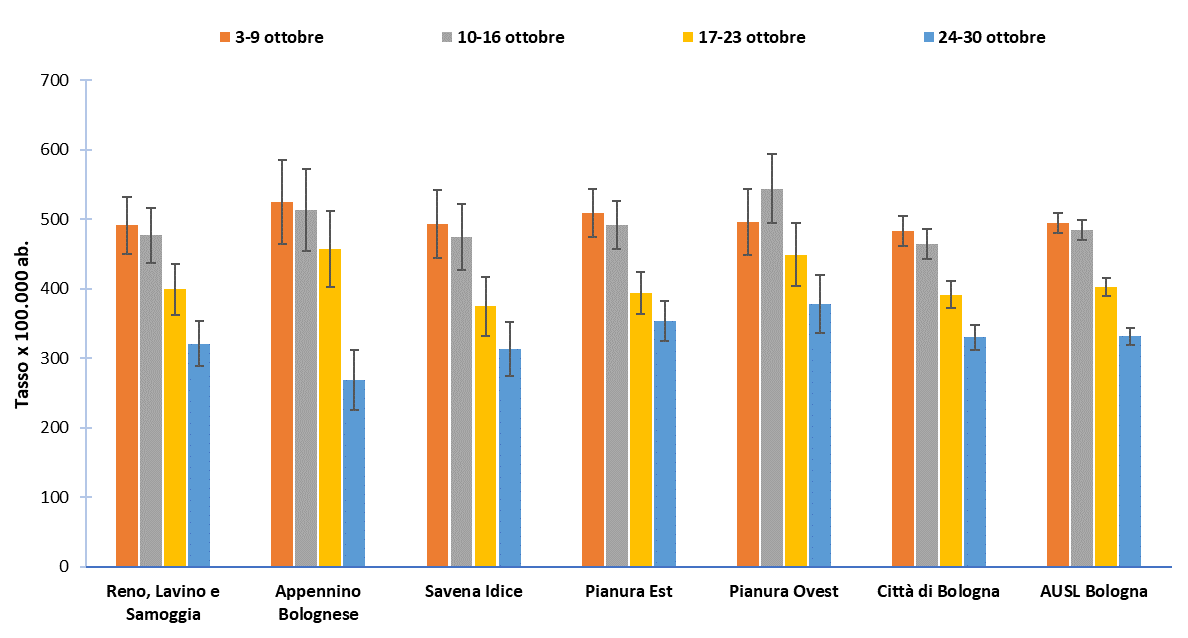 3-9 ottobre 10-16 ottobre 17-23 ottobre 24-30 ottobre
Tasso x 100.000 ab.
700
600
500
400
300
200
100
0
Reno, Lavino e Samoggia
Appennino Bolognese
Savena Idice
Pianura Est
Pianura Ovest
Città di Bologna
AUSL Bologna